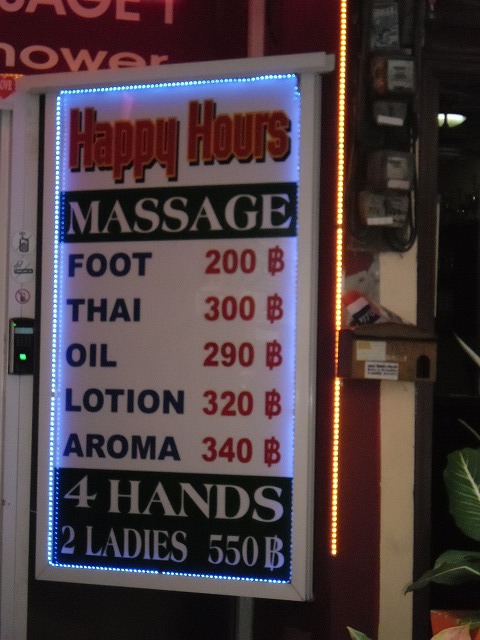 Happy Hours
MASSAGE
FOOT 200 ฿
THAI 300 ฿
OIL 290 ฿
LOTION 320 ฿
AROMA 340 ฿
4 HANDS
2 LADIES 550 ฿